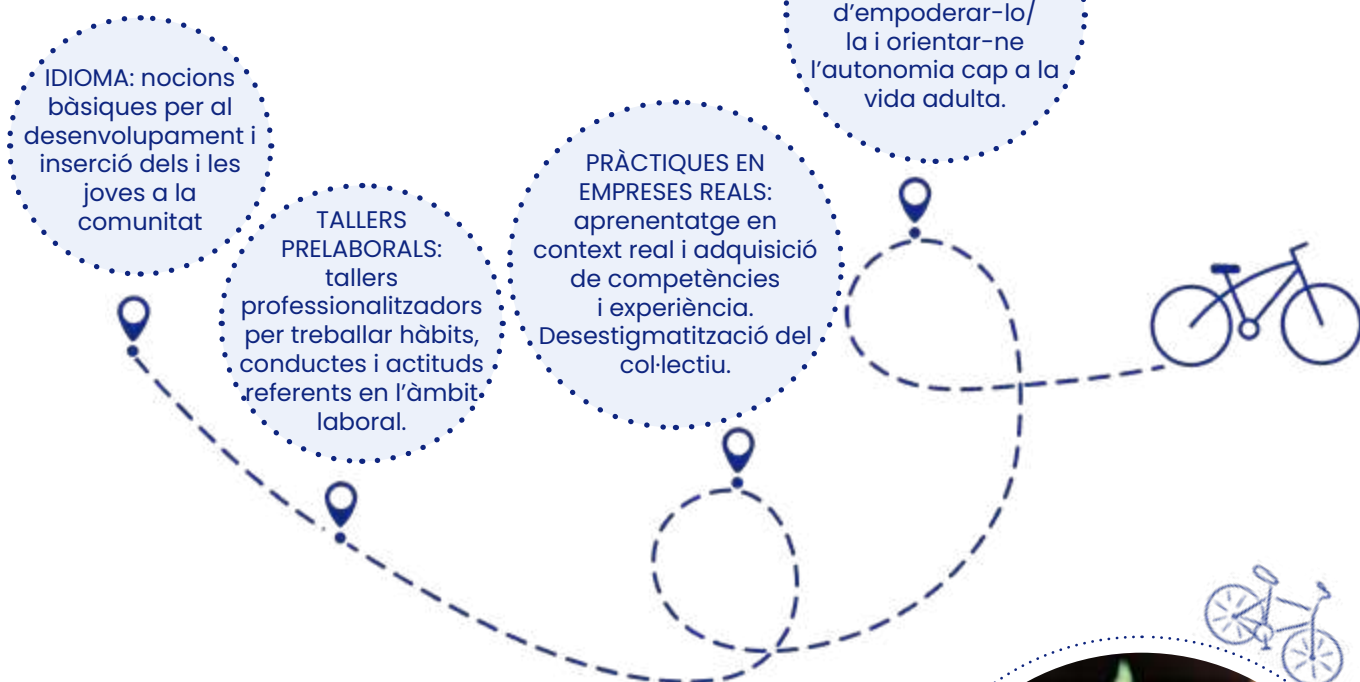 IDIOMA: nocions
bàsiques per al
desenvolupament i
inserció dels i les
joves a la
comunitat
TALLERS
PRELABORALS:
tallers
professionalitzadors
per treballar hàbits,
conductes i actituds
referents en l’àmbit
laboral.
PRÀCTIQUES EN
EMPRESES REALS:
aprenentatge en
context real i adquisició
de competències
i experiència.
Desestigmatització del
col·lectiu.
d’empoderar-lo/
la i orientar-ne
l’autonomia cap a la
vida adulta.